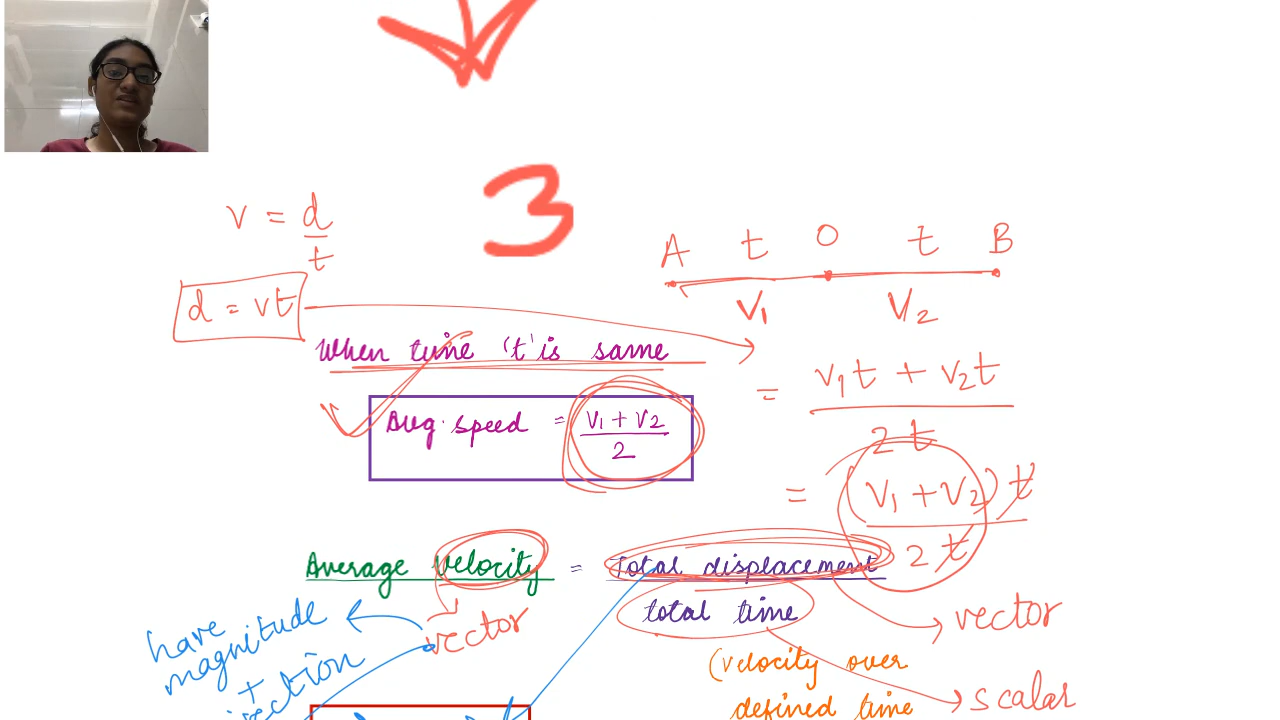 3
v = d
t
d = vt
A t O t B
V1 V2
When time 't' is same
Avg. speed = V1 + V2
2
= V1t + V2t
2t
= (V1 + V2) t
2 t
Average velocity = Total displacement
total time
vector
have
magnitude
+
vector
scalar
(velocity over
defined time